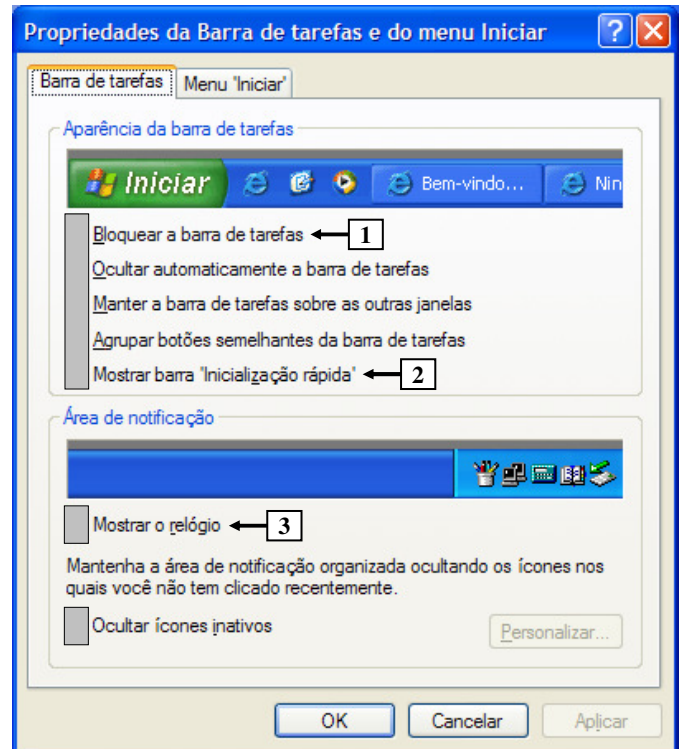 Propriedades da Barra de tarefas e do menu Iniciar
Barra de tarefas
Menu 'Iniciar'
Aparência da barra de tarefas
Iniciar
Bem-vindo...
Nin
Bloquear a barra de tarefas
1
Ocultar automaticamente a barra de tarefas
Manter a barra de tarefas sobre as outras janelas
Agrupar botões semelhantes da barra de tarefas
Mostrar barra 'Inicialização rápida'
2
Área de notificação
Mostrar o relógio
3
Mantenha a área de notificação organizada ocultando os ícones nos
quais você não tem clicado recentemente.
Ocultar ícones inativos
Personalizar...
OK
Cancelar
Aplicar